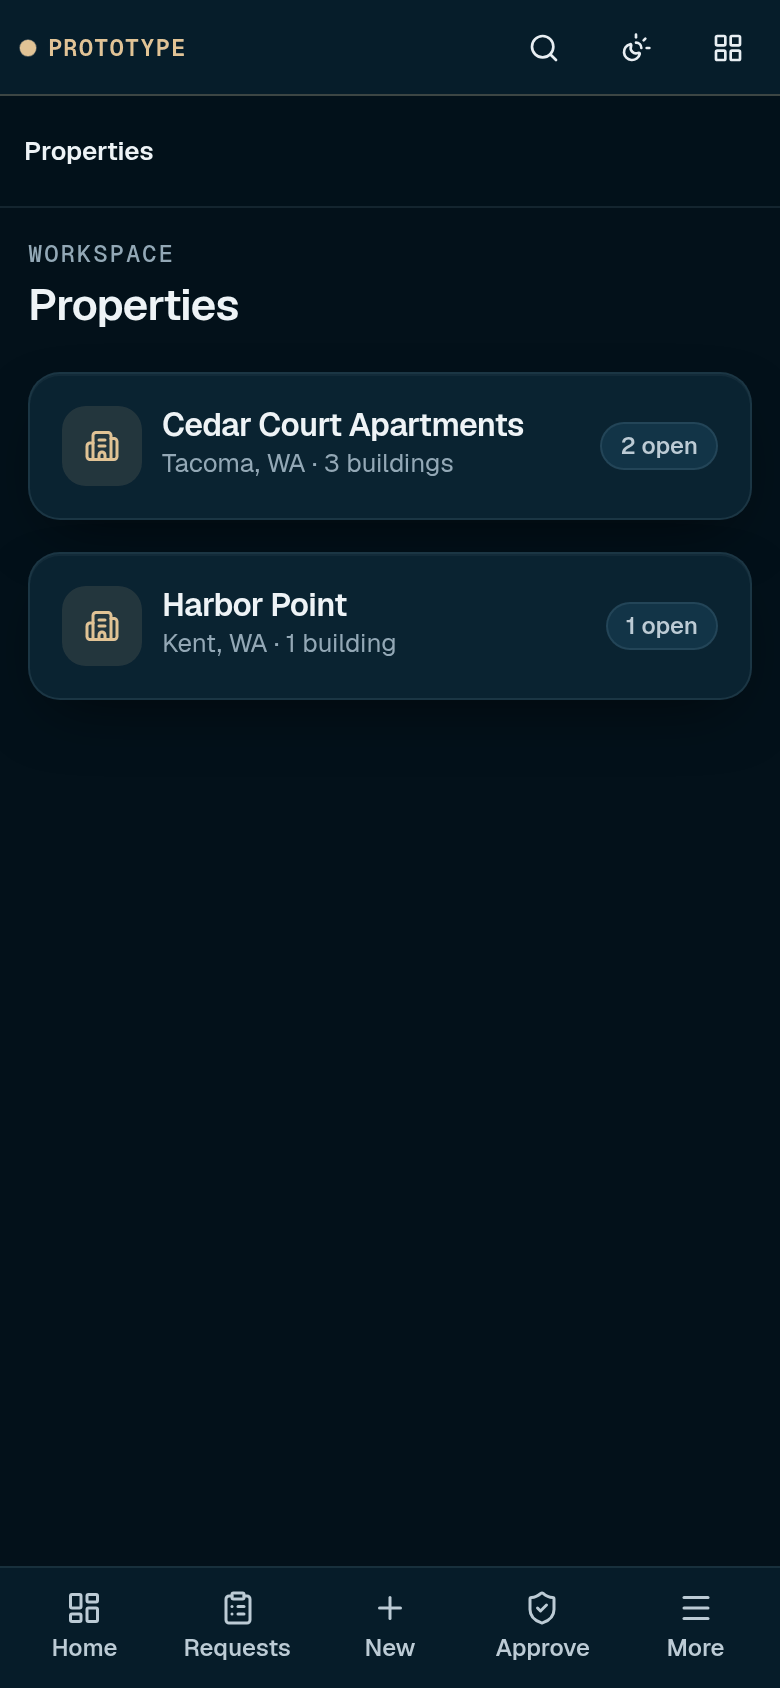 PROTOTYPE
Properties
WORKSPACE
Properties
Cedar Court Apartments
Tacoma, WA · 3 buildings
2 open
Harbor Point
Kent, WA · 1 building
1 open
Home
Requests
New
Approve
More